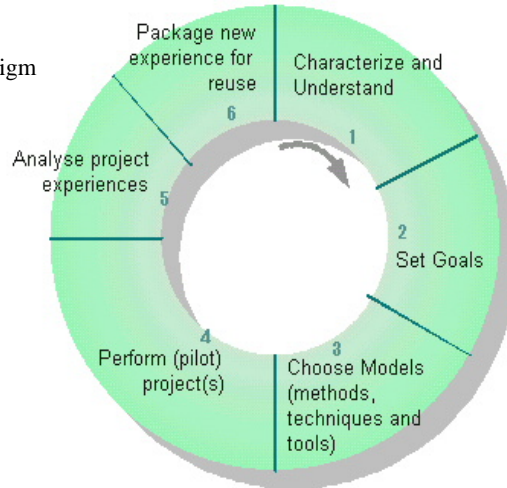 igm
Characterize and
Understand
1
2
Set Goals
3
Choose Models
(methods,
techniques and
tools)
4
Perform (pilot)
project(s)
5
Analyse project
experiences
6
Package new
experience for
reuse